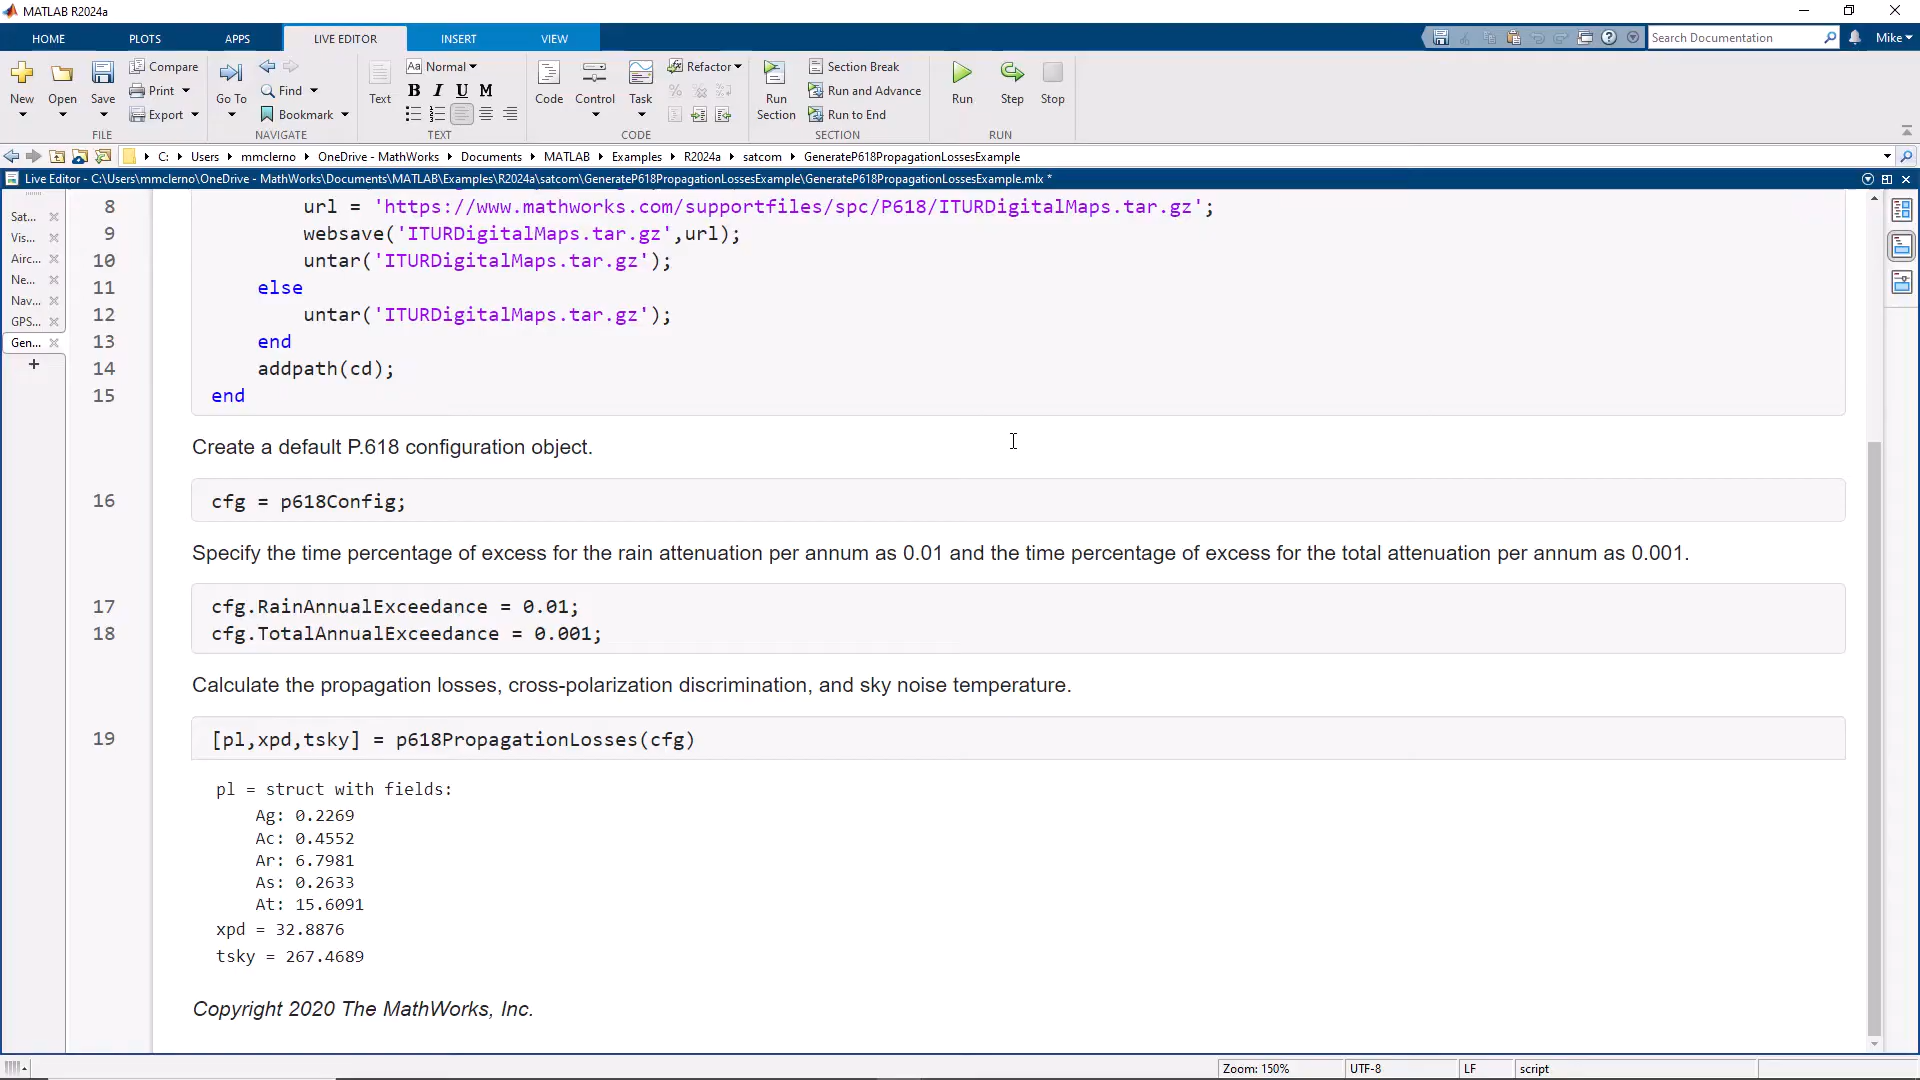 MATLAB R2024a
HOME PLOTS APPS LIVE EDITOR INSERT VIEW
Search Documentation
Mike
New Open Save Compare Print Export
FILE
Go To Find Bookmark
NAVIGATE
Text Aa Normal
B I U M
TEXT
Code Control Task Refactor
CODE
Run Section Section Break Run and Advance Run to End
SECTION
Run Step Stop
RUN
C: Users mmclerno OneDrive - MathWorks Documents MATLAB Examples R2024a satcom GenerateP618PropagationLossesExample
Live Editor - C:\Users\mmclerno\OneDrive - MathWorks\Documents\MATLAB\Examples\R2024a\satcom\GenerateP618PropagationLossesExample\GenerateP618PropagationLossesExample.mlx *
Sat...
Vis...
Airc...
Ne...
Nav...
GPS...
Gen...
+
8 url = 'https://www.mathworks.com/supportfiles/spc/P618/ITURDigitalMaps.tar.gz';
9 websave('ITURDigitalMaps.tar.gz',url);
10 untar('ITURDigitalMaps.tar.gz');
11 else
12 untar('ITURDigitalMaps.tar.gz');
13 end
14 addpath(cd);
15 end
Create a default P.618 configuration object.
16 cfg = p618Config;
Specify the time percentage of excess for the rain attenuation per annum as 0.01 and the time percentage of excess for the total attenuation per annum as 0.001.
17 cfg.RainAnnualExceedance = 0.01;
18 cfg.TotalAnnualExceedance = 0.001;
Calculate the propagation losses, cross-polarization discrimination, and sky noise temperature.
19 [pl,xpd,tsky] = p618PropagationLosses(cfg)
pl = struct with fields:
Ag: 0.2269
Ac: 0.4552
Ar: 6.7981
As: 0.2633
At: 15.6091
xpd = 32.8876
tsky = 267.4689
Copyright 2020 The MathWorks, Inc.
Zoom: 150% UTF-8 LF script